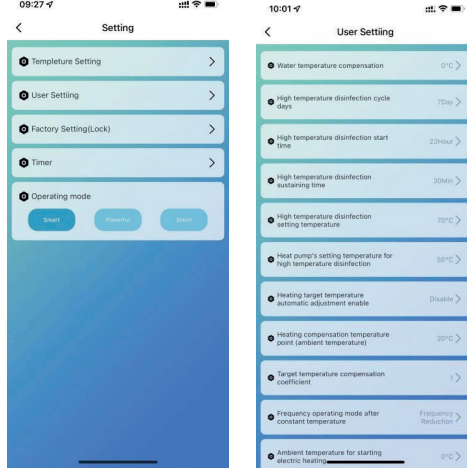 09:27
Setting
Templeture Setting
User Settiing
Factory Setting(Lock)
Timer
Operating mode
Smart
Powerful
Silent
10:01
User Settiing
Water temperature compensation
0°C
High temperature disinfection cycle
days
7Day
High temperature disinfection start
time
23Hour
High temperature disinfection
sustaining time
30Min
High temperature disinfection
setting temperature
70°C
Heat pump's setting temperature for
high temperature disinfection
55°C
Heating target temperature
automatic adjustment enable
Disable
Heating compensation temperature
point (ambient temperature)
20°C
Target temperature compensation
coefficient
1
Frequency operating mode after
constant temperature
Frequency
Reduction
Ambient temperature for starting
electric heating
0°C